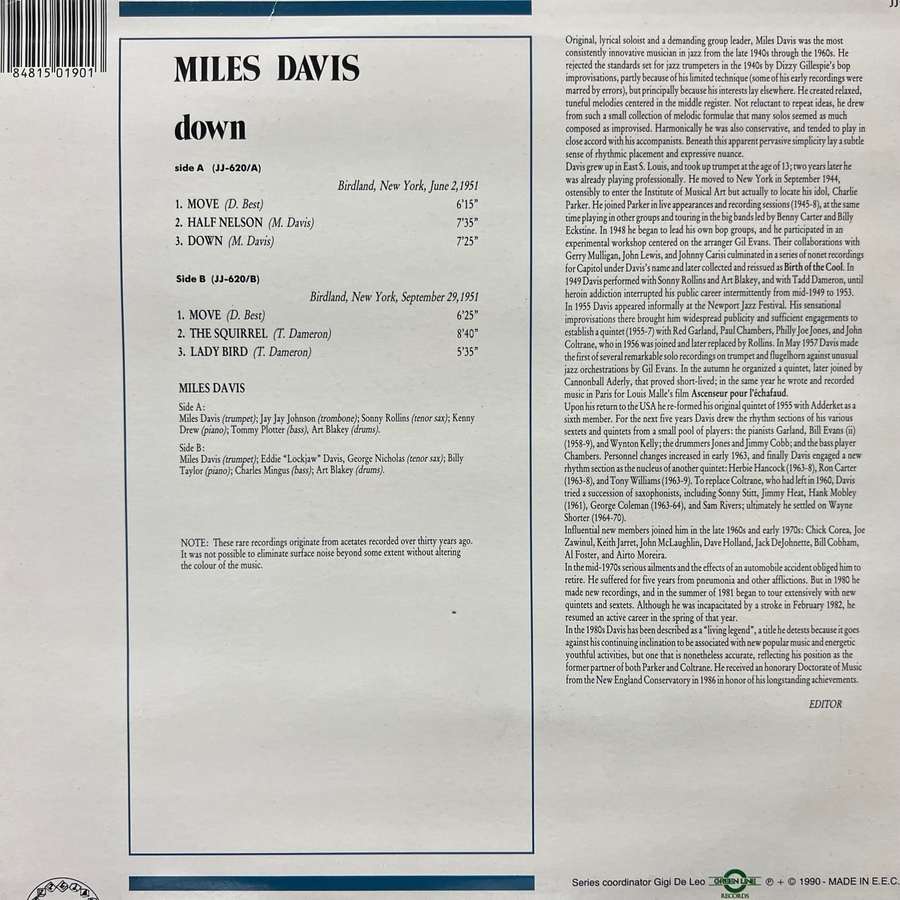 84815 01901
MILES DAVIS
down
side A (JJ-620/A)
Birdland, New York, June 2,1951
1. MOVE (D. Best) 6'15"
2. HALF NELSON (M. Davis) 7'35"
3. DOWN (M. Davis) 7'25"
Side B (JJ-620/B)
Birdland, New York, September 29,1951
1. MOVE (D. Best) 6'25"
2. THE SQUIRREL (T. Dameron) 8'40"
3. LADY BIRD (T. Dameron) 5'35"
MILES DAVIS
Side A:
Miles Davis (trumpet); Jay Jay Johnson (trombone); Sonny Rollins (tenor sax); Kenny
Drew (piano); Tommy Plotter (bass), Art Blakey (drums).
Side B:
Miles Davis (trumpet); Eddie "Lockjaw" Davis, George Nicholas (tenor sax); Billy
Taylor (piano); Charles Mingus (bass); Art Blakey (drums).
NOTE: These rare recordings originate from acetates recorded over thirty years ago.
It was not possible to eliminate surface noise beyond some extent without altering
the colour of the music.
Original, lyrical soloist and a demanding group leader, Miles Davis was the most
consistently innovative musician in jazz from the late 1940s through the 1960s. He
rejected the standards set for jazz trumpeters in the 1940s by Dizzy Gillespie's bop
improvisations, partly because of his limited technique (some of his early recordings were
marred by errors), but principally because his interests lay elsewhere. He created relaxed,
tuneful melodies centered in the middle register. Not reluctant to repeat ideas, he drew
from such a small collection of melodic formulae that many solos seemed as much
composed as improvised. Harmonically he was also conservative, and tended to play in
close accord with his accompanists. Beneath this apparent pervasive simplicity lay a subtle
sense of rhythmic placement and expressive nuance.
Davis grew up in East S. Louis, and took up trumpet at the age of 13; two years later he
was already playing professionally. He moved to New York in September 1944,
ostensibly to enter the Institute of Musical Art but actually to locate his idol, Charlie
Parker. He joined Parker in live appearances and recording sessions (1945-8), at the same
time playing in other groups and touring in the big bands led by Benny Carter and Billy
Eckstine. In 1948 he began to lead his own bop groups, and he participated in an
experimental workshop centered on the arranger Gil Evans. Their collaborations with
Gerry Mulligan, John Lewis, and Johnny Carisi culminated in a series of nonet recordings
for Capitol under Davis's name and later collected and reissued as Birth of the Cool. In
1949 Davis performed with Sonny Rollins and Art Blakey, and with Tadd Dameron, until
heroin addiction interrupted his public career intermittently from mid-1949 to 1953.
In 1955 Davis appeared informally at the Newport Jazz Festival. His sensational
improvisations there brought him widespread publicity and sufficient engagements to
establish a quintet (1955-7) with Red Garland, Paul Chambers, Philly Joe Jones, and John
Coltrane, who in 1956 was joined and later replaced by Rollins. In May 1957 Davis made
the first of several remarkable solo recordings on trumpet and flugelhorn against unusual
jazz orchestrations by Gil Evans. In the autumn he organized a quintet, later joined by
Cannonball Aderly, that proved short-lived; in the same year he wrote and recorded
music in Paris for Louis Malle's film Ascenseur pour l'échafaud.
Upon his return to the USA he re-formed his original quintet of 1955 with Adderket as a
sixth member. For the next five years Davis drew the rhythm sections of his various
sextets and quintets from a small pool of players: the pianists Garland, Bill Evans (ii)
(1958-9), and Wynton Kelly; the drummers Jones and Jimmy Cobb; and the bass player
Chambers. Personnel changes increased in early 1963, and finally Davis engaged a new
rhythm section as the nucleus of another quintet: Herbie Hancock (1963-8), Ron Carter
(1963-8), and Tony Williams (1963-9). To replace Coltrane, who had left in 1960, Davis
tried a succession of saxophonists, including Sonny Stitt, Jimmy Heat, Hank Mobley
(1961), George Coleman (1963-64), and Sam Rivers; ultimately he settled on Wayne
Shorter (1964-70).
Influential new members joined him in the late 1960s and early 1970s: Chick Corea, Joe
Zawinul, Keith Jarret, John McLaughlin, Dave Holland, Jack DeJohnette, Bill Cobham,
Al Foster, and Airto Moreira.
In the mid-1970s serious ailments and the effects of an automobile accident obliged him to
retire. He suffered for five years from pneumonia and other afflictions. But in 1980 he
made new recordings, and in the summer of 1981 began to tour extensively with new
quintets and sextets. Although he was incapacitated by a stroke in February 1982, he
resumed an active career in the spring of that year.
In the 1980s Davis has been described as a "living legend", a title he detests because it goes
against his continuing inclination to be associated with new popular music and energetic
youthful activities, but one that is nonetheless accurate, reflecting his position as the
former partner of both Parker and Coltrane. He received an honorary Doctorate of Music
from the New England Conservatory in 1986 in honor of his longstanding achievements.
EDITOR
Series coordinator Gigi De Leo GREEN LINE RECORDS ℗ + © 1990 - MADE IN E.E.C.